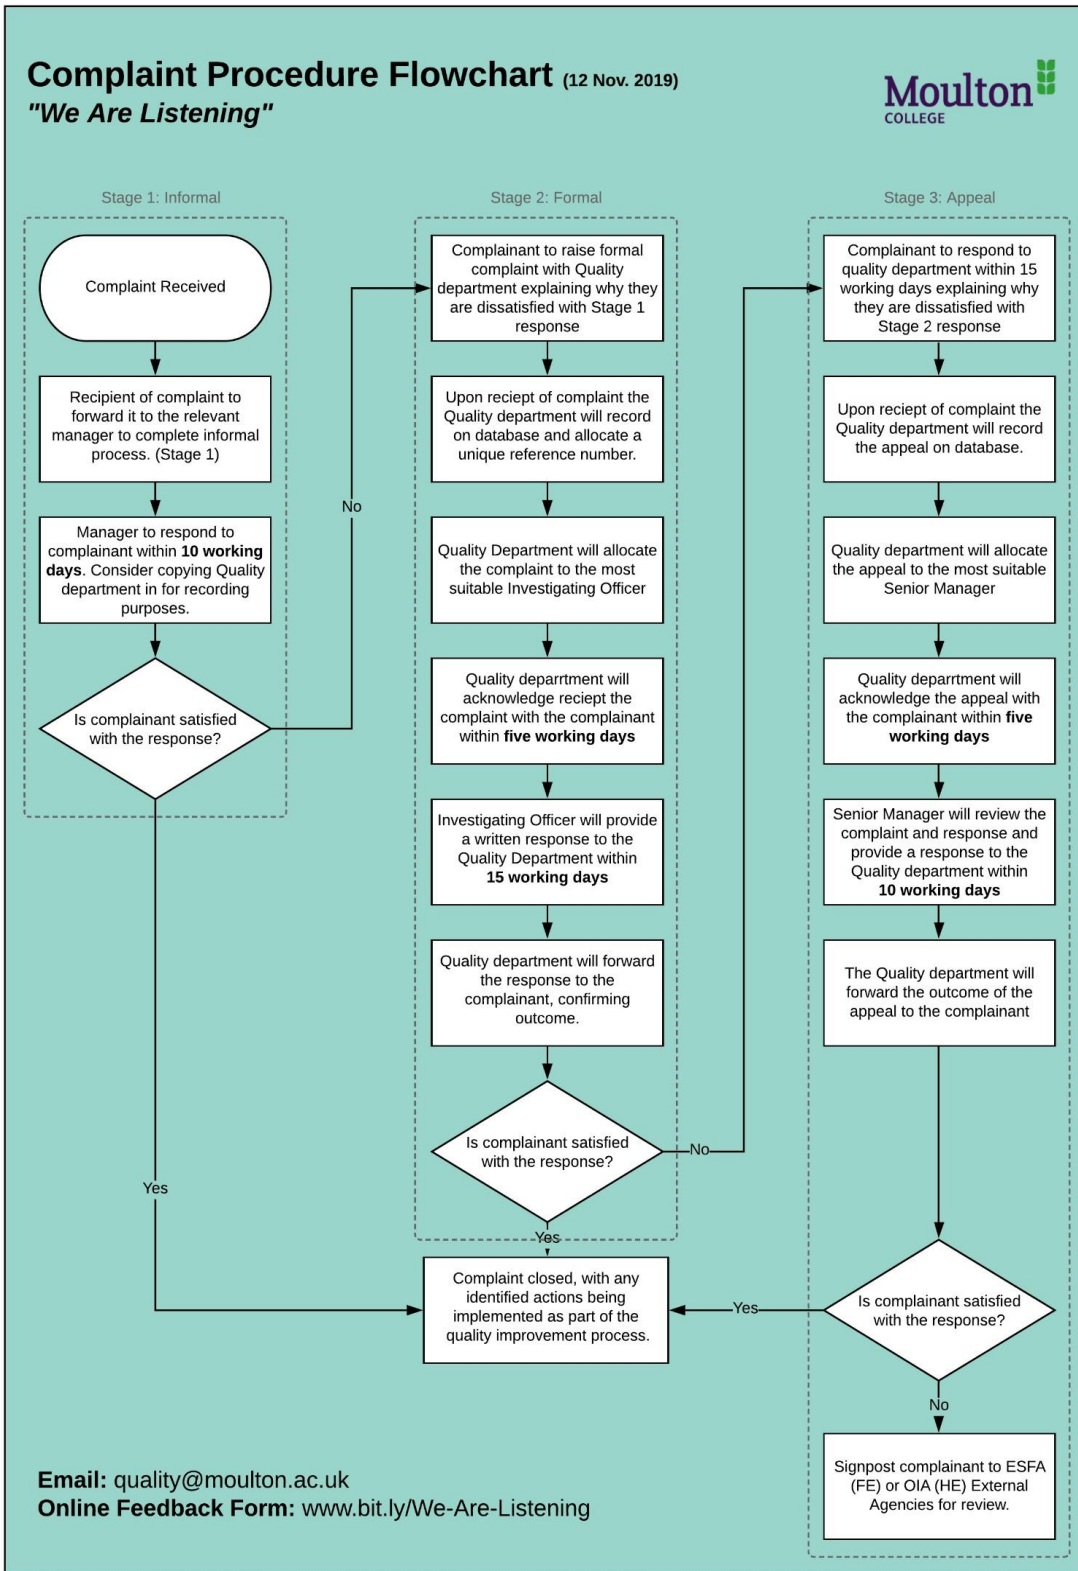 Complaint Procedure Flowchart (12 Nov. 2019)
"We Are Listening"
Moulton
COLLEGE
Stage 1: Informal
Complaint Received
Recipient of complaint to
forward it to the relevant
manager to complete informal
process. (Stage 1)
Manager to respond to
complainant within 10 working
days. Consider copying Quality
department in for recording
purposes.
Is complainant satisfied
with the response?
No
Yes
Stage 2: Formal
Complainant to raise formal
complaint with Quality
department explaining why they
are dissatisfied with Stage 1
response
Upon reciept of complaint the
Quality department will record
on database and allocate a
unique reference number.
Quality Department will allocate
the complaint to the most
suitable Investigating Officer
Quality deparrtment will
acknowledge reciept the
complaint with the complainant
within five working days
Investigating Officer will provide
a written response to the
Quality Department within
15 working days
Quality department will forward
the response to the
complainant, confirming
outcome.
Is complainant satisfied
with the response?
No
Yes
Complaint closed, with any
identified actions being
implemented as part of the
quality improvement process.
Stage 3: Appeal
Complainant to respond to
quality department within 15
working days explaining why
they are dissatisfied with
Stage 2 response
Upon reciept of complaint the
Quality department will record
the appeal on database.
Quality department will allocate
the appeal to the most suitable
Senior Manager
Quality deparrtment will
acknowledge the appeal with
the complainant within five
working days
Senior Manager will review the
complaint and response and
provide a response to the
Quality department within
10 working days
The Quality department will
forward the outcome of the
appeal to the complainant
Is complainant satisfied
with the response?
Yes
No
Signpost complainant to ESFA
(FE) or OIA (HE) External
Agencies for review.
Email: quality@moulton.ac.uk
Online Feedback Form: www.bit.ly/We-Are-Listening